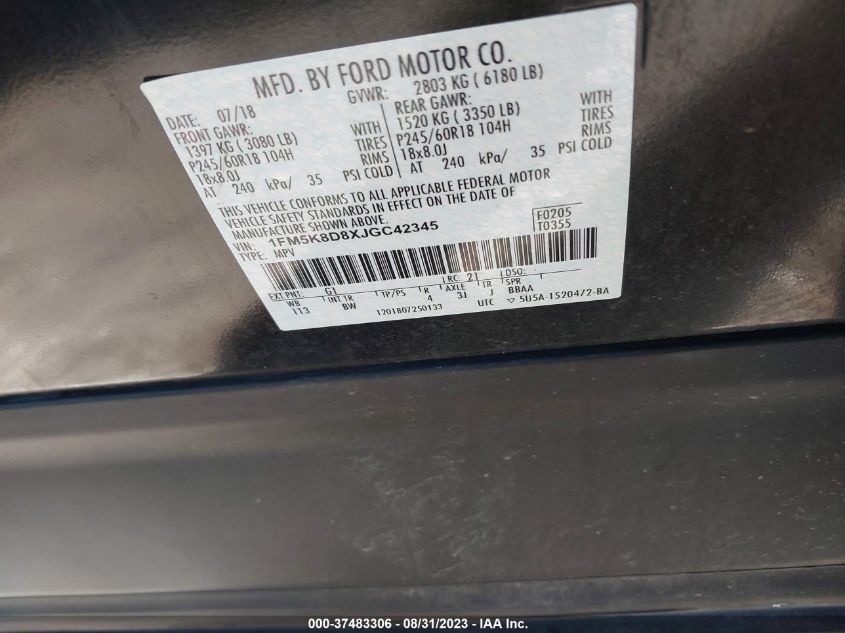 MFD. BY FORD MOTOR CO.
DATE: 07/18 GVWR: 2803 KG ( 6180 LB)
FRONT GAWR: REAR GAWR:
1397 KG ( 3080 LB) WITH 1520 KG ( 3350 LB) WITH
P245/60R18 104H TIRES P245/60R18 104H TIRES
18x8.0J RIMS 18x8.0J RIMS
AT 240 kPa/ 35 PSI COLD AT 240 kPa/ 35 PSI COLD
THIS VEHICLE CONFORMS TO ALL APPLICABLE FEDERAL MOTOR
VEHICLE SAFETY STANDARDS IN EFFECT ON THE DATE OF
MANUFACTURE SHOWN ABOVE.
VIN: 1FM5K8D8XJGC42345 F0205
TYPE: MPV T0355
EXT PNT: G1 RC: 21 DSO:
WB INT TR TP/PS R AXLE TR SPR
113 BW 4 3J J BBAA
1201807250133 UTC ▽ 5U5A-1520472-BA
000-37483306 - 08/31/2023 - IAA Inc.